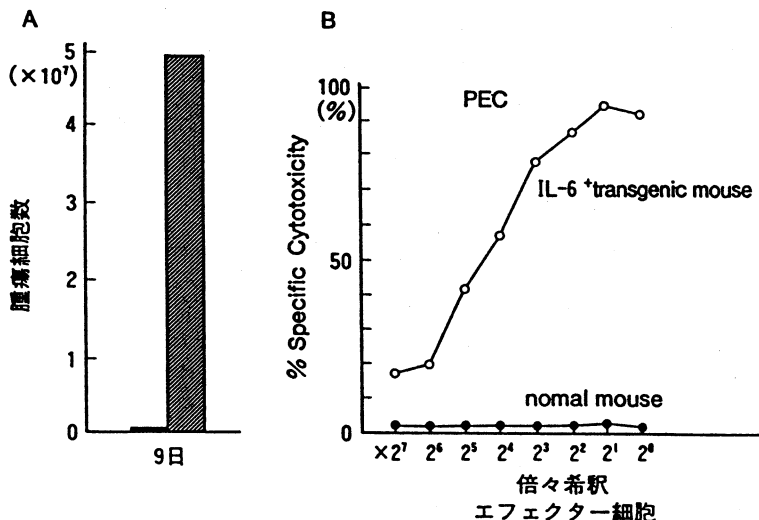 A
5
(×10⁷)
4
3
2
1
0
腫瘍細胞数
9日
B
100
(%)
50
0
% Specific Cytotoxicity
PEC
IL-6 ⁺transgenic mouse
nomal mouse
×2⁷ 2⁶ 2⁵ 2⁴ 2³ 2² 2¹ 2⁰
倍々希釈
エフェクター細胞